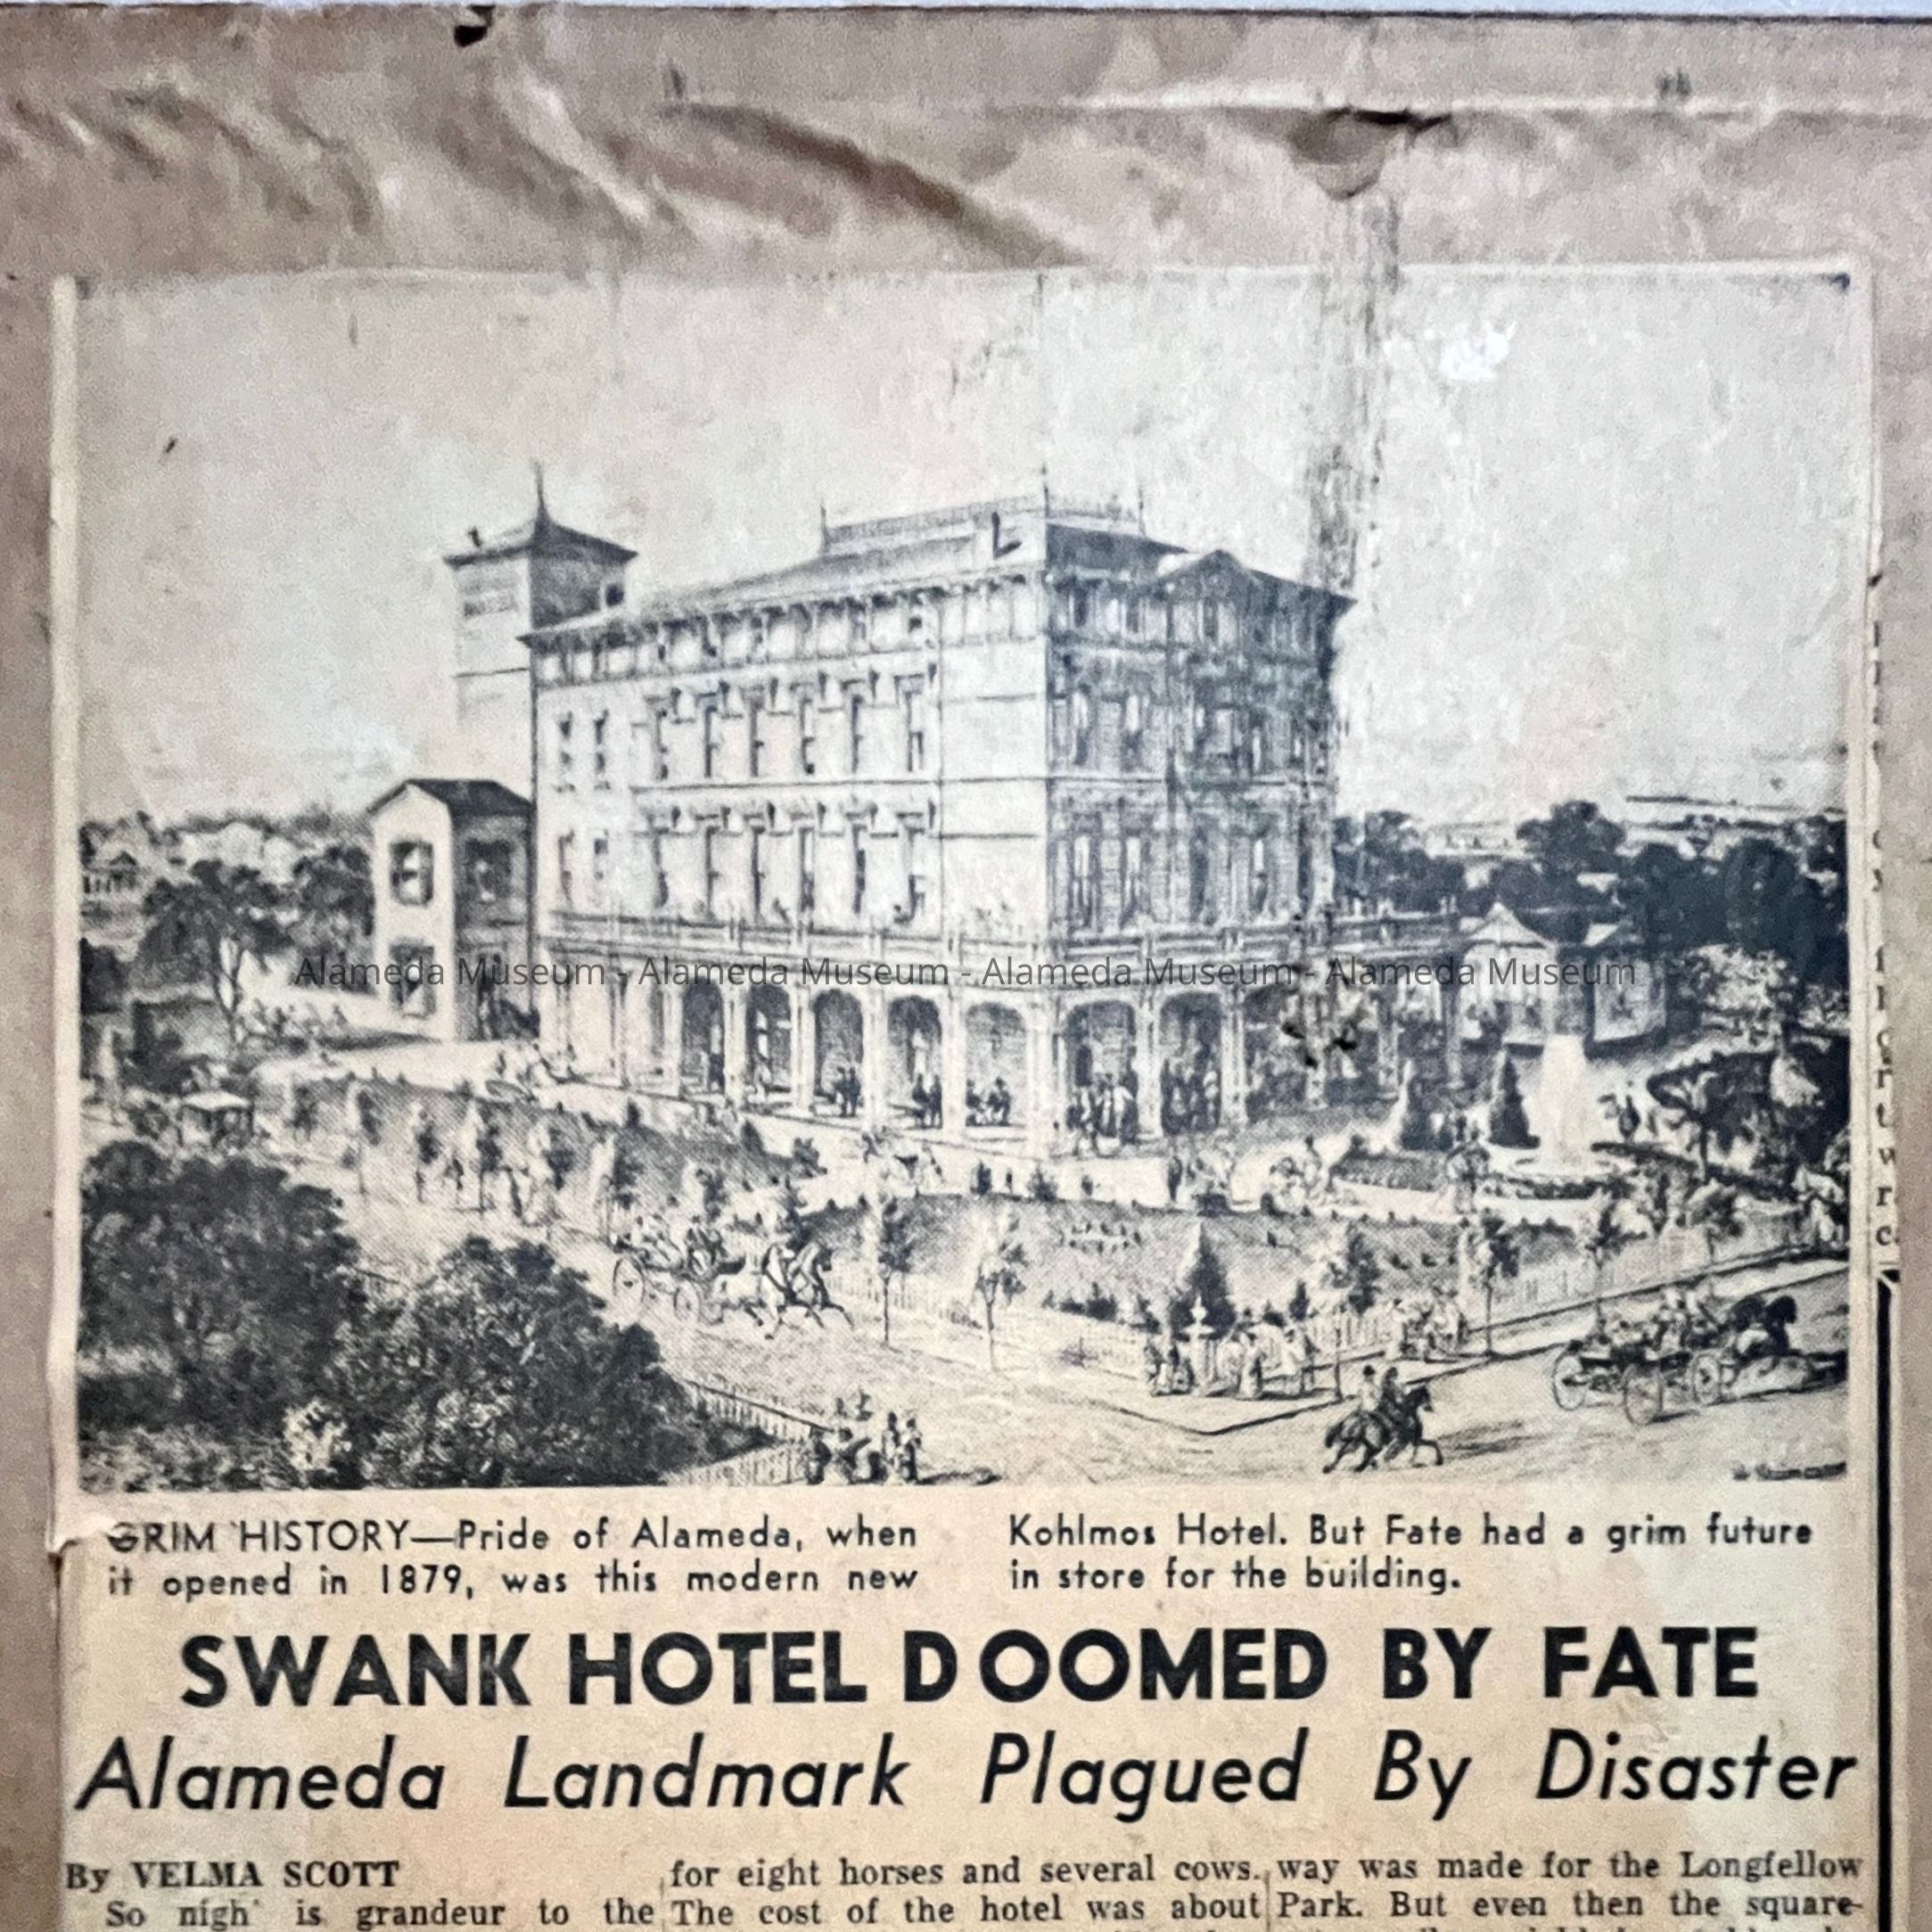 Alameda Museum - Alameda Museum - Alameda Museum - Alameda Museum
GRIM HISTORY—Pride of Alameda, when
it opened in 1879, was this modern new
Kohlmos Hotel. But Fate had a grim future
in store for the building.
SWANK HOTEL DOOMED BY FATE
Alameda Landmark Plagued By Disaster
By VELMA SCOTT
So nigh is grandeur to the
for eight horses and several cows.
The cost of the hotel was about
way was made for the Longfellow
Park. But even then the square-